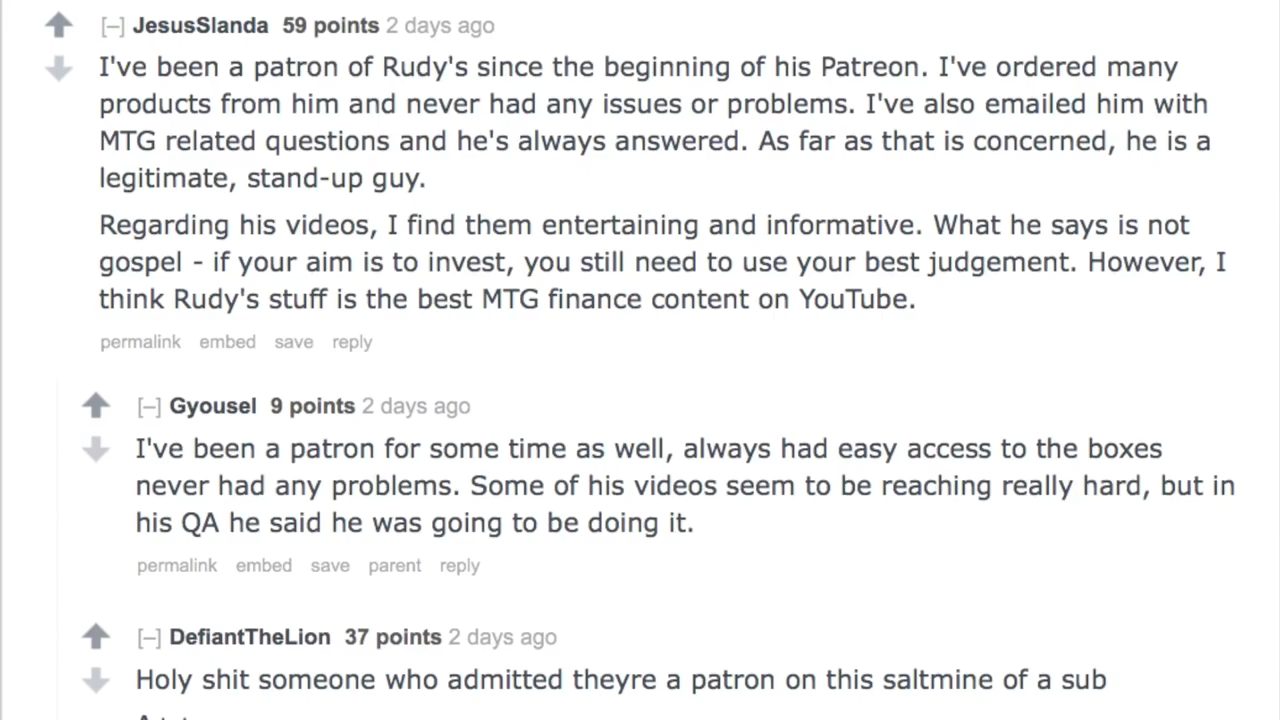 [–] JesusSlanda 59 points 2 days ago
I've been a patron of Rudy's since the beginning of his Patreon. I've ordered many
products from him and never had any issues or problems. I've also emailed him with
MTG related questions and he's always answered. As far as that is concerned, he is a
legitimate, stand-up guy.
Regarding his videos, I find them entertaining and informative. What he says is not
gospel - if your aim is to invest, you still need to use your best judgement. However, I
think Rudy's stuff is the best MTG finance content on YouTube.
permalink embed save reply
[–] Gyousel 9 points 2 days ago
I've been a patron for some time as well, always had easy access to the boxes
never had any problems. Some of his videos seem to be reaching really hard, but in
his QA he said he was going to be doing it.
permalink embed save parent reply
[–] DefiantTheLion 37 points 2 days ago
Holy shit someone who admitted theyre a patron on this saltmine of a sub